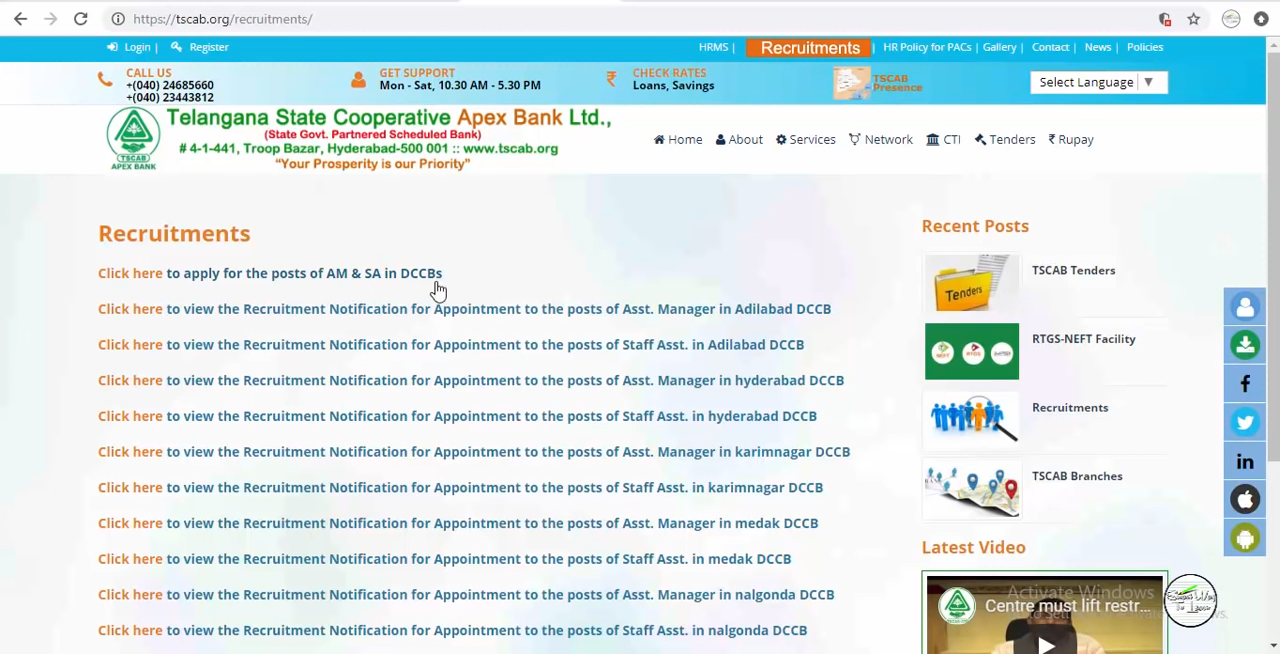 https://tscab.org/recruitments/
Login | Register
HRMS | Recruitments | HR Policy for PACs | Gallery | Contact | News | Policies
CALL US
+(040) 24685660
+(040) 23443812
GET SUPPORT
Mon - Sat, 10.30 AM - 5.30 PM
CHECK RATES
Loans, Savings
TSCAB
Presence
Select Language ▼
TSCAB
APEX BANK
Telangana State Cooperative Apex Bank Ltd.,
(State Govt. Partnered Scheduled Bank)
# 4-1-441, Troop Bazar, Hyderabad-500 001 :: www.tscab.org
"Your Prosperity is our Priority"
Home About Services Network CTI Tenders Rupay
Recruitments
Click here to apply for the posts of AM & SA in DCCBs
Click here to view the Recruitment Notification for Appointment to the posts of Asst. Manager in Adilabad DCCB
Click here to view the Recruitment Notification for Appointment to the posts of Staff Asst. in Adilabad DCCB
Click here to view the Recruitment Notification for Appointment to the posts of Asst. Manager in hyderabad DCCB
Click here to view the Recruitment Notification for Appointment to the posts of Staff Asst. in hyderabad DCCB
Click here to view the Recruitment Notification for Appointment to the posts of Asst. Manager in karimnagar DCCB
Click here to view the Recruitment Notification for Appointment to the posts of Staff Asst. in karimnagar DCCB
Click here to view the Recruitment Notification for Appointment to the posts of Asst. Manager in medak DCCB
Click here to view the Recruitment Notification for Appointment to the posts of Staff Asst. in medak DCCB
Click here to view the Recruitment Notification for Appointment to the posts of Asst. Manager in nalgonda DCCB
Click here to view the Recruitment Notification for Appointment to the posts of Staff Asst. in nalgonda DCCB
Recent Posts
Tenders
TSCAB Tenders
RTGS-NEFT Facility
Recruitments
TSCAB Branches
Latest Video
Centre must lift restr...
Activate Windows